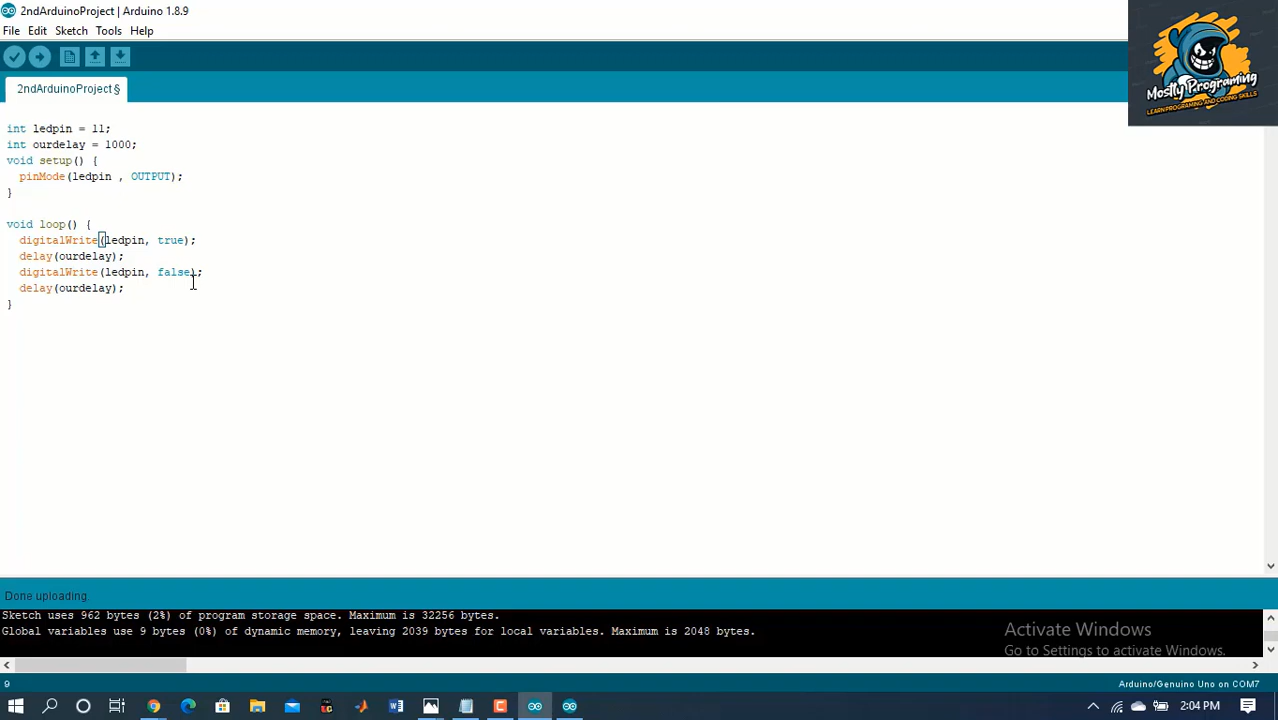 2ndArduinoProject | Arduino 1.8.9
File Edit Sketch Tools Help
2ndArduinoProject §
Mostly Programing
LEARN PROGRAMING AND CODING SKILLS
int ledpin = 11;
int ourdelay = 1000;
void setup() {
pinMode(ledpin , OUTPUT);
}
void loop() {
digitalWrite(ledpin, true);
delay(ourdelay);
digitalWrite(ledpin, false);
delay(ourdelay);
}
Done uploading.
Sketch uses 962 bytes (2%) of program storage space. Maximum is 32256 bytes.
Global variables use 9 bytes (0%) of dynamic memory, leaving 2039 bytes for local variables. Maximum is 2048 bytes.
Activate Windows
Go to Settings to activate Windows.
9
Arduino/Genuino Uno on COM7
2:04 PM